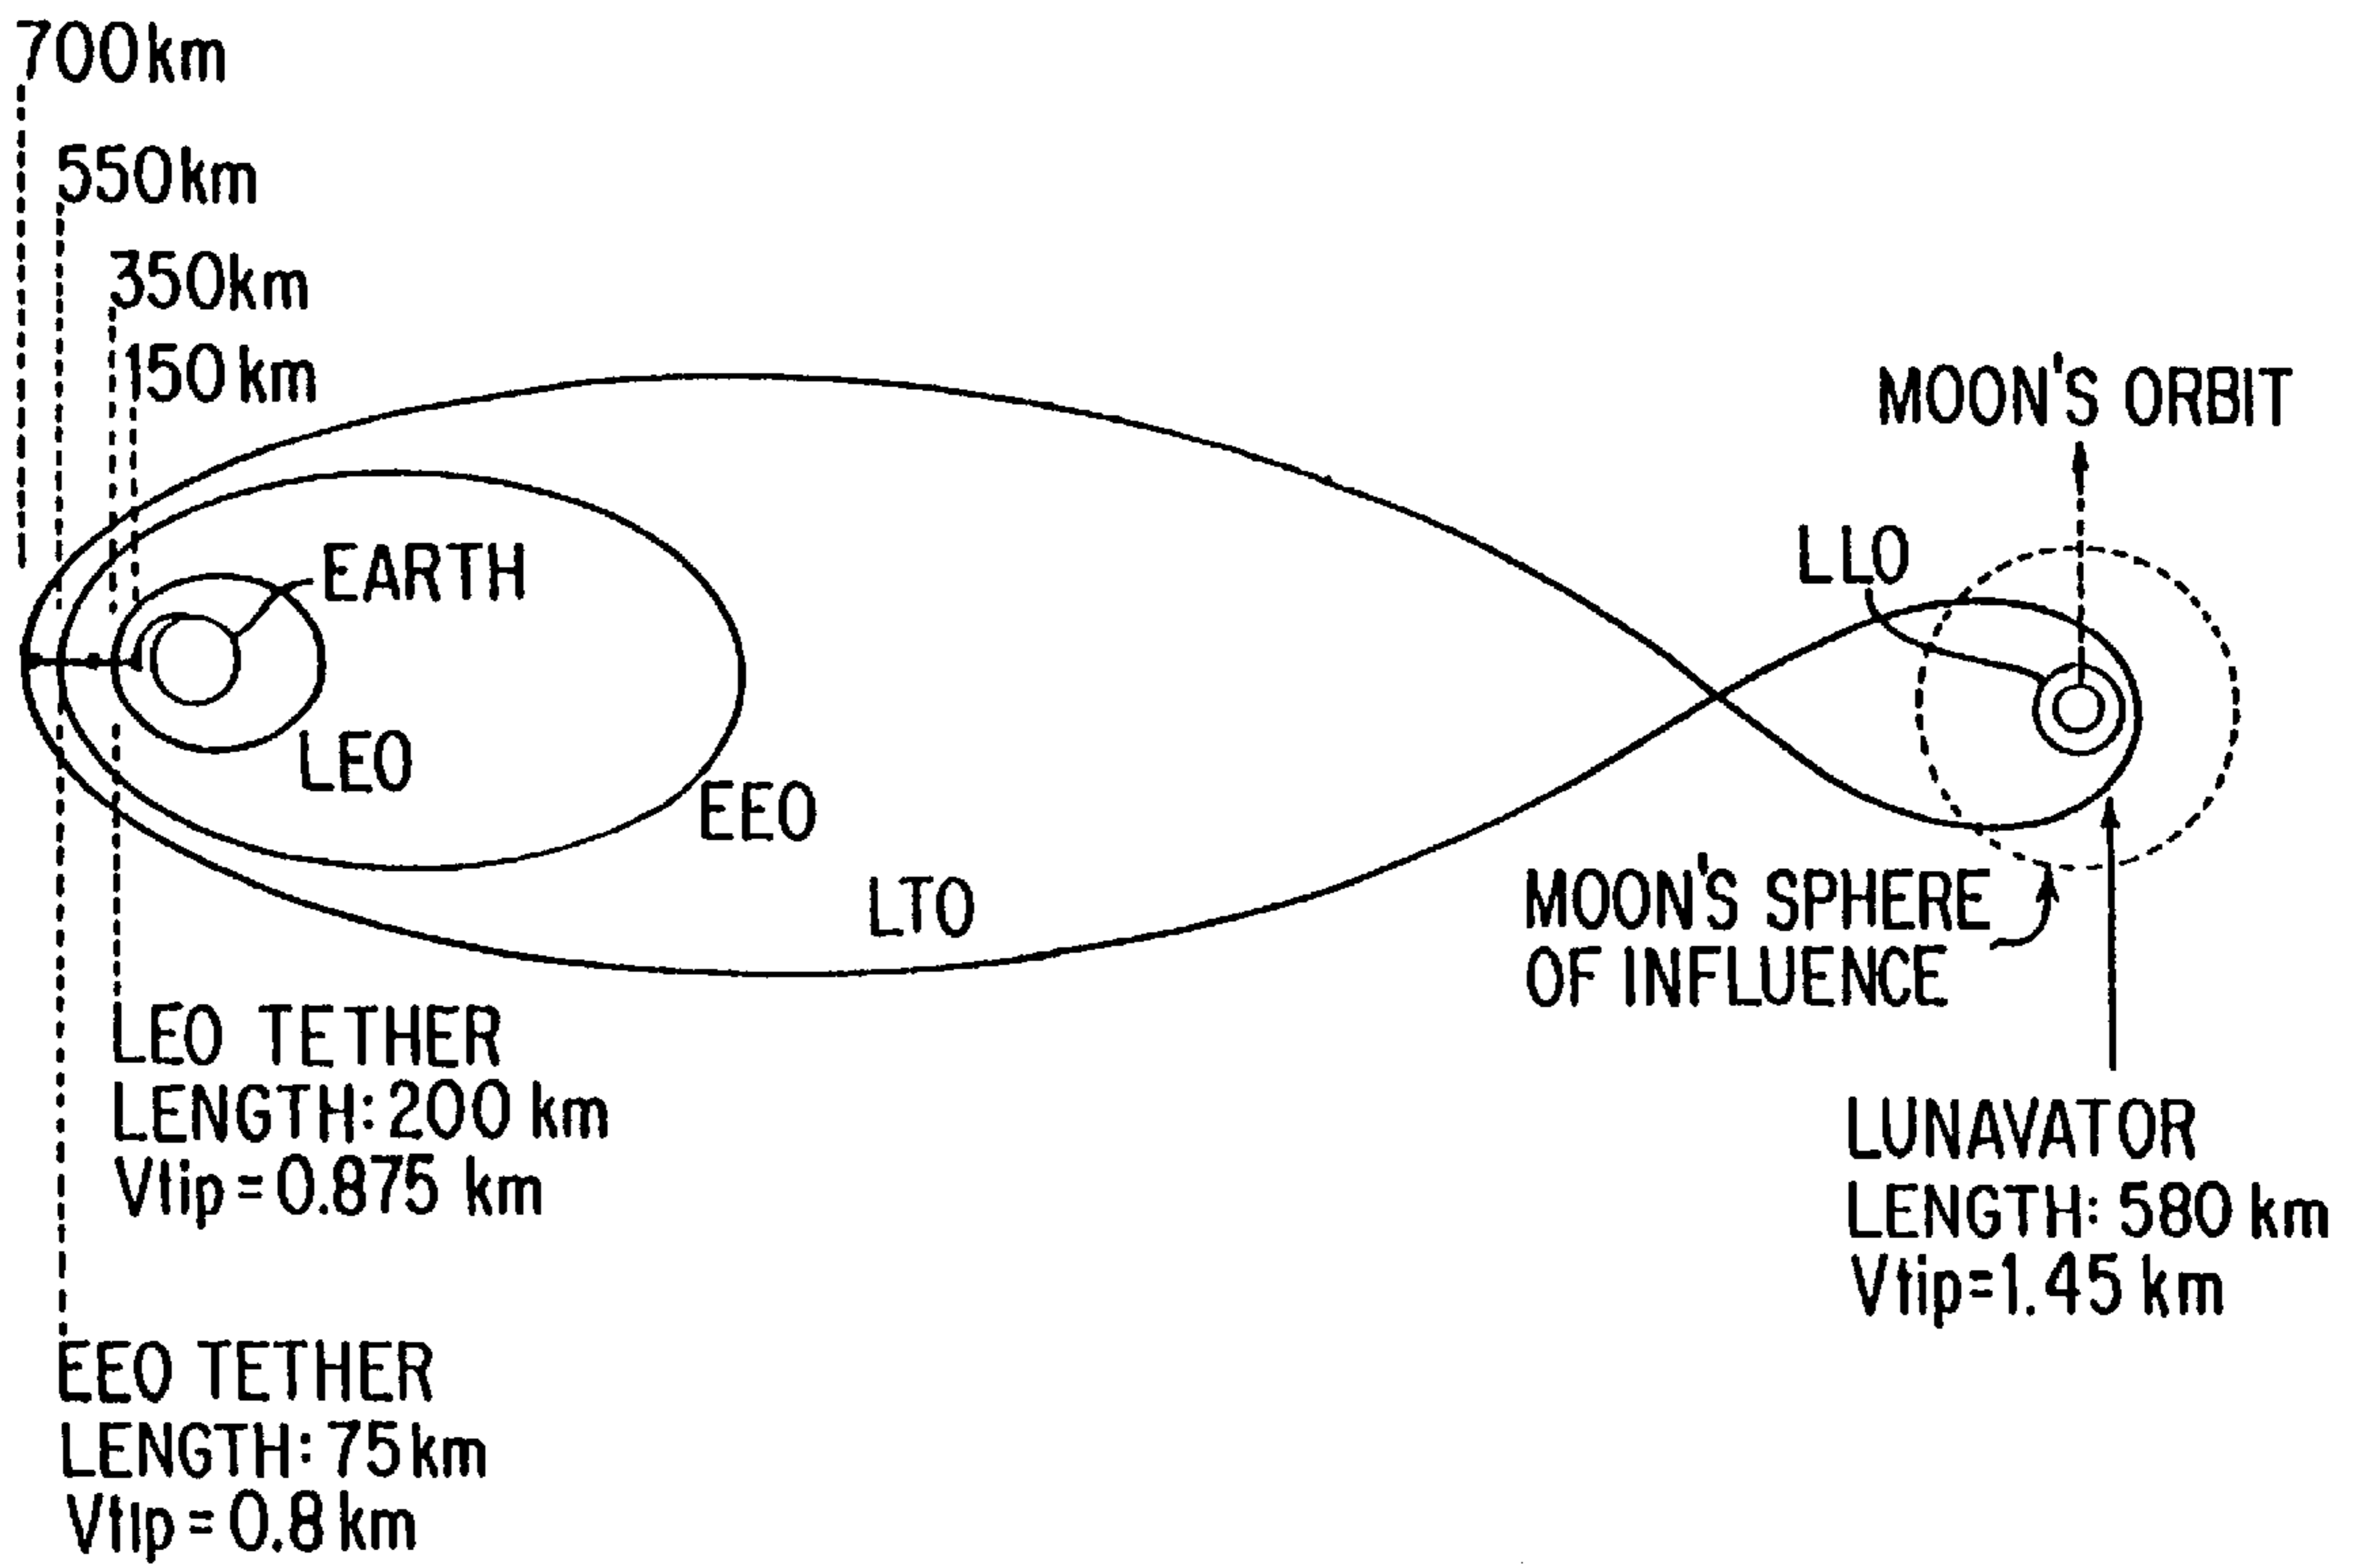 700km
550km
350km
150km
MOON'S ORBIT
EARTH
LLO
LEO
EEO
LTO
MOON'S SPHERE
OF INFLUENCE
LEO TETHER
LENGTH: 200 km
Vtip = 0.875 km
LUNAVATOR
LENGTH: 580 km
Vtip=1.45 km
EEO TETHER
LENGTH: 75km
Vtip = 0.8 km